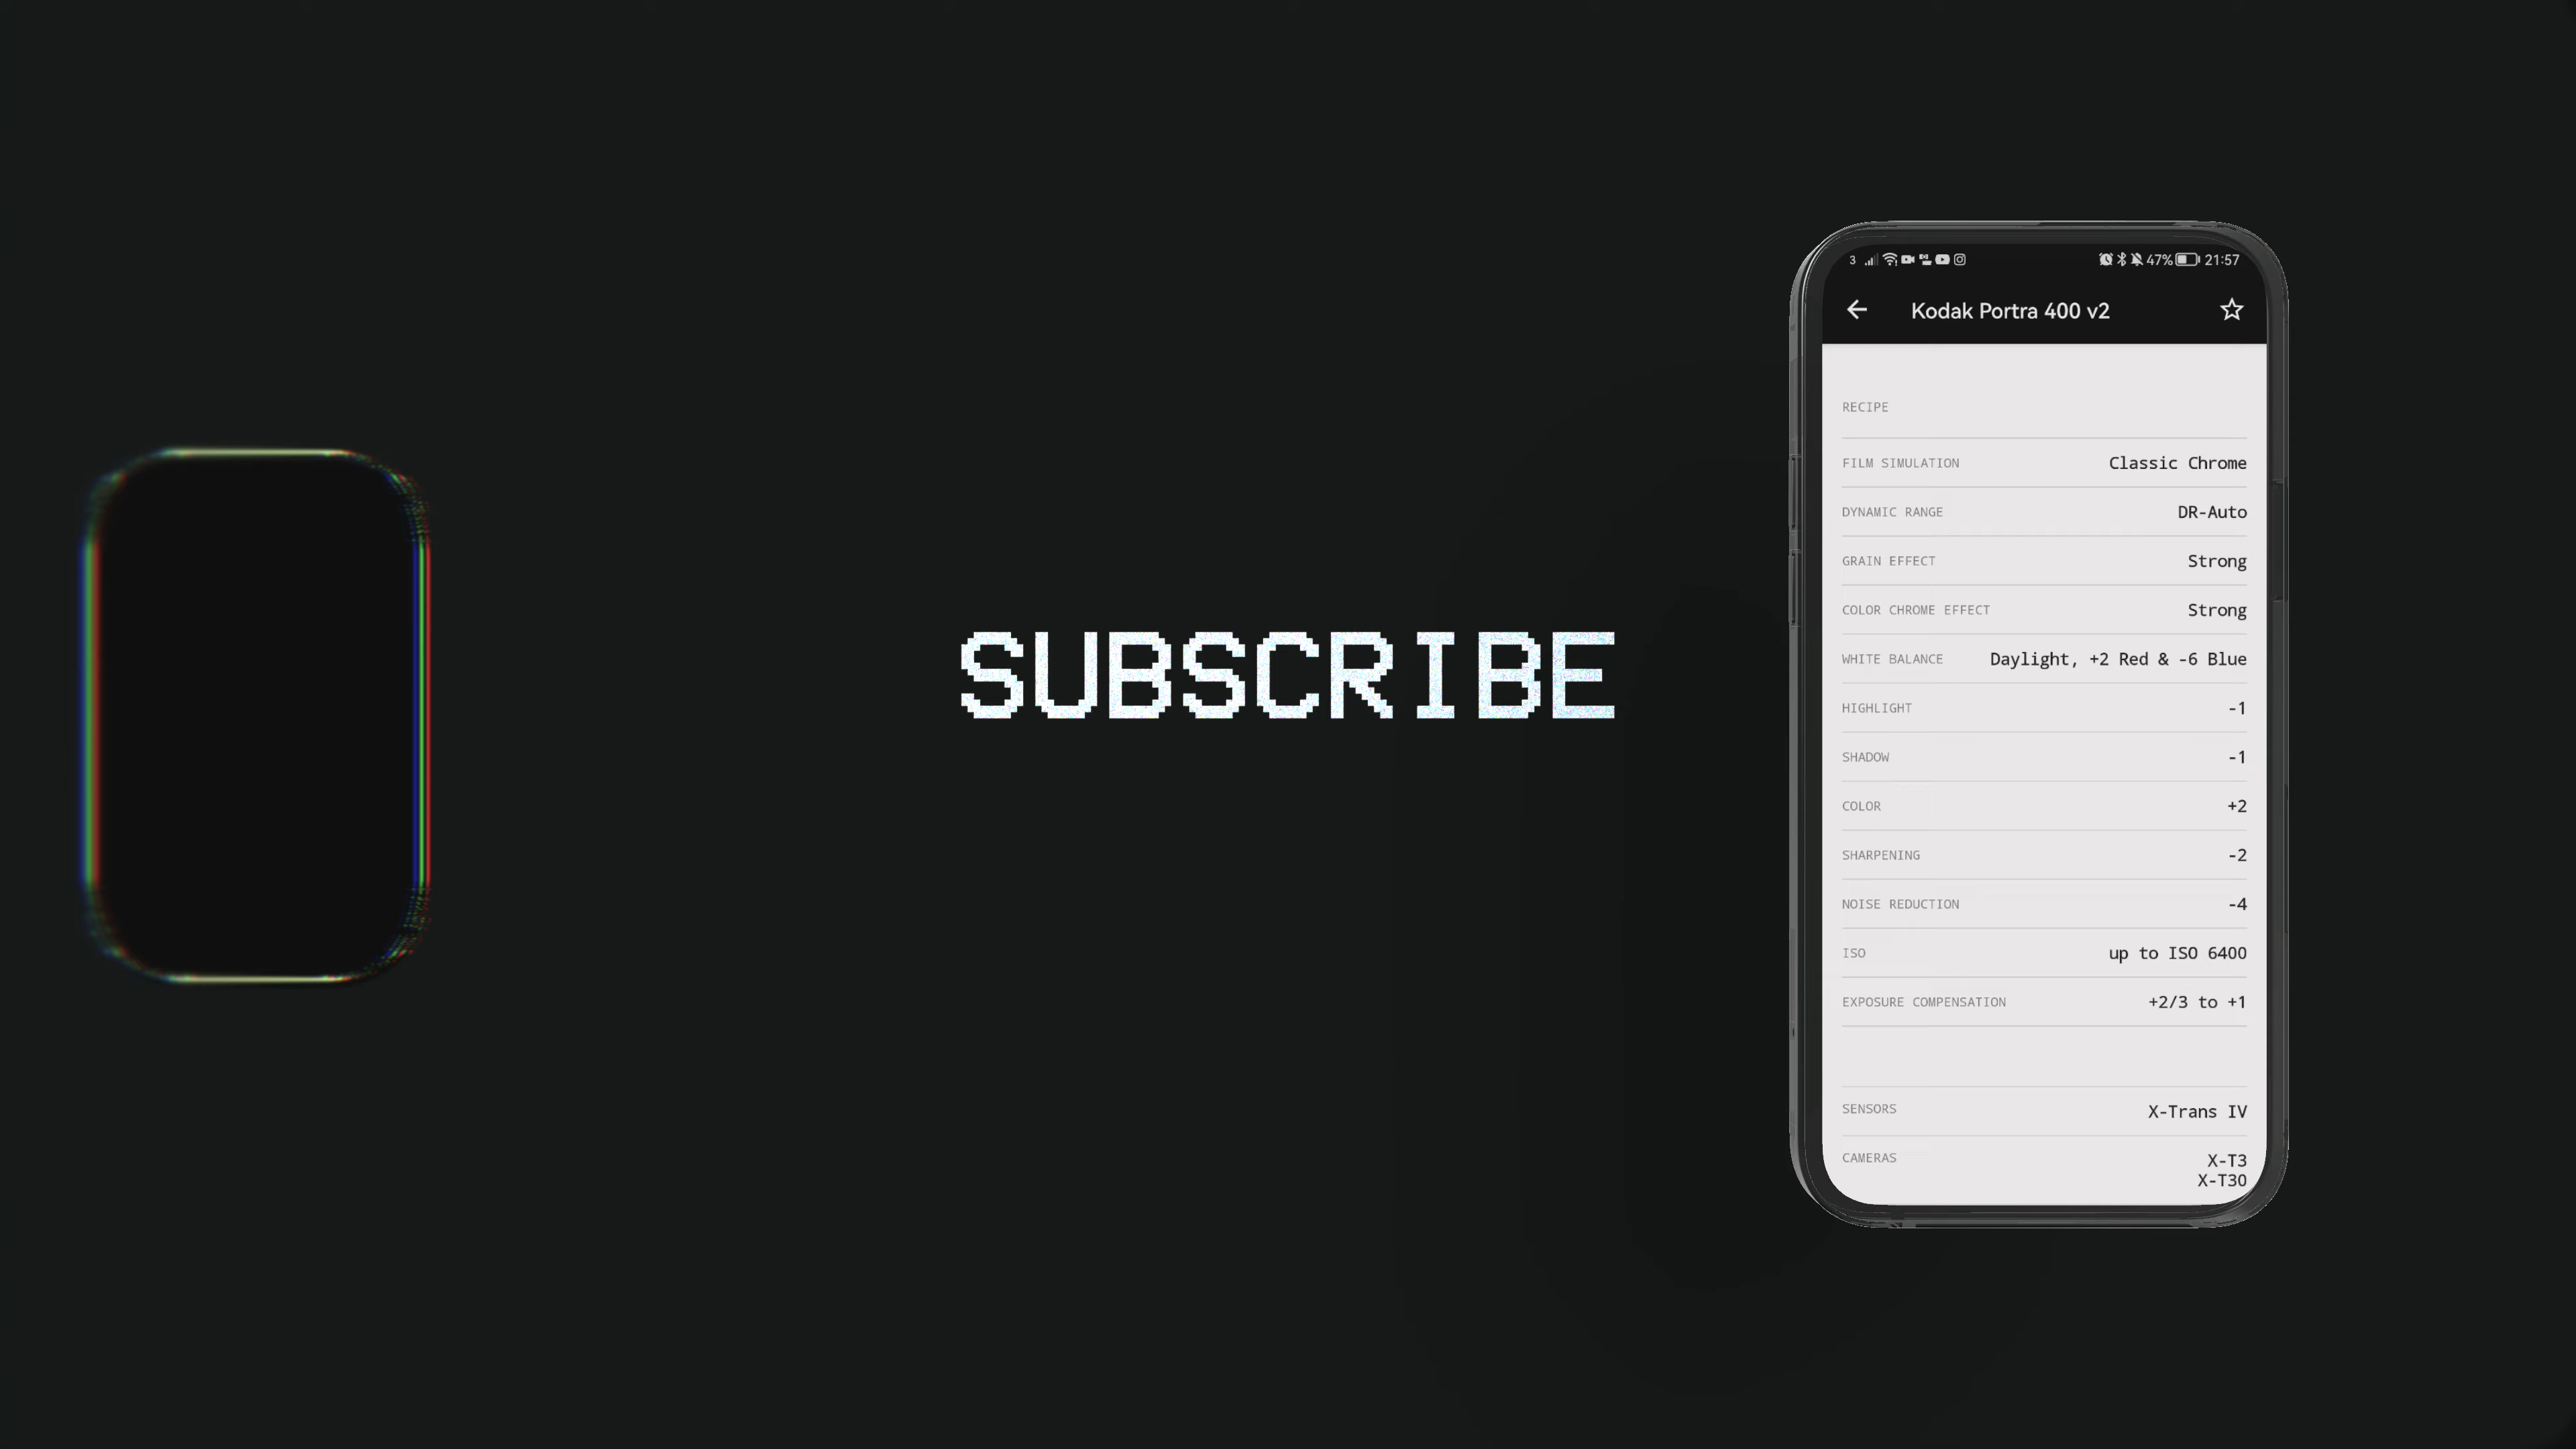 SUBSCRIBE
3 47% 21:57
Kodak Portra 400 v2
RECIPE
FILM SIMULATION Classic Chrome
DYNAMIC RANGE DR-Auto
GRAIN EFFECT Strong
COLOR CHROME EFFECT Strong
WHITE BALANCE Daylight, +2 Red & -6 Blue
HIGHLIGHT -1
SHADOW -1
COLOR +2
SHARPENING -2
NOISE REDUCTION -4
ISO up to ISO 6400
EXPOSURE COMPENSATION +2/3 to +1
SENSORS X-Trans IV
CAMERAS X-T3
X-T30